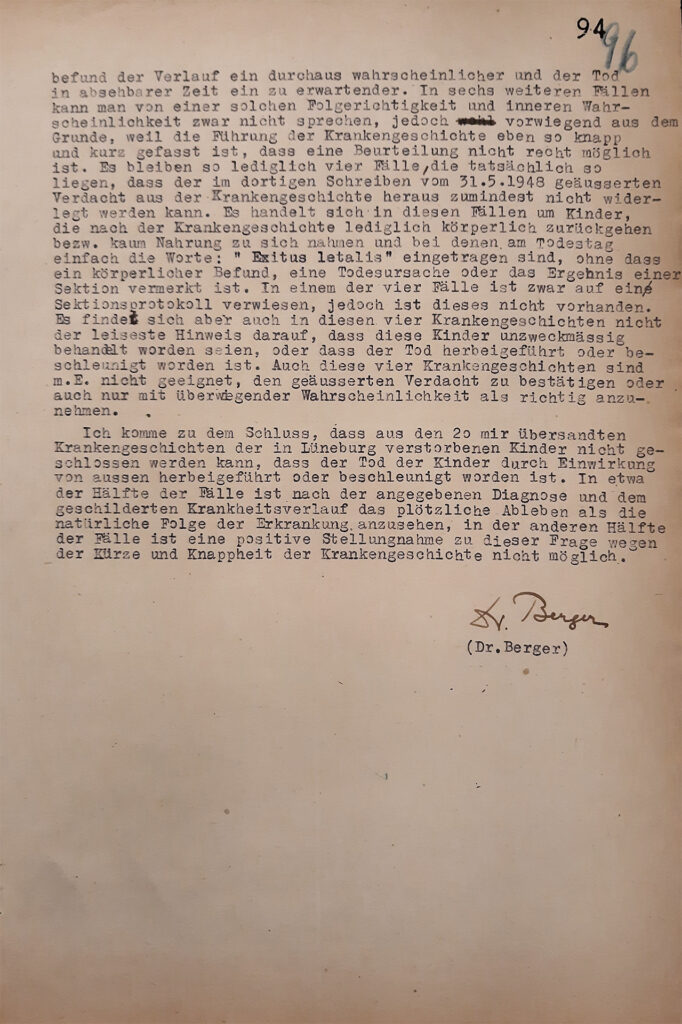 94
96
befund der Verlauf ein durchaus wahrscheinlicher und der Tod
in absehbarer Zeit ein zu erwartender. In sechs weiteren Fällen
kann man von einer solchen Folgerichtigkeit und inneren Wahr-
scheinlichkeit zwar nicht sprechen, jedoch vorwiegend aus dem
Grunde, weil die Führung der Krankengeschichte eben so knapp
und kurz gefasst ist, dass eine Beurteilung nicht recht möglich
ist. Es bleiben so lediglich vier Fälle, die tatsächlich so
liegen, dass der im dortigen Schreiben vom 31.5.1948 geäusserten
Verdacht aus der Krankengeschichte heraus zumindest nicht wider-
legt werden kann. Es handelt sich in diesen Fällen um Kinder,
die nach der Krankengeschichte lediglich körperlich zurückgehen
bezw. kaum Nahrung zu sich nahmen und bei denen am Todestag
einfach die Worte: " Exitus letalis" eingetragen sind, ohne dass
ein körperlicher Befund, eine Todesursache oder das Ergebnis einer
Sektion vermerkt ist. In einem der vier Fälle ist zwar auf ein
Sektionsprotokoll verwiesen, jedoch ist dieses nicht vorhanden.
Es findet sich aber auch in diesen vier Krankengeschichten nicht
der leiseste Hinweis darauf, dass diese Kinder unzweckmässig
behandelt worden seien, oder dass der Tod herbeigeführt oder be-
schleunigt worden ist. Auch diese vier Krankengeschichten sind
m.E. nicht geeignet, den geäusserten Verdacht zu bestätigen oder
auch nur mit überwiegender Wahrscheinlichkeit als richtig anzu-
nehmen.
Ich komme zu dem Schluss, dass aus den 20 mir übersandten
Krankengeschichten der in Lüneburg verstorbenen Kinder nicht ge-
schlossen werden kann, dass der Tod der Kinder durch Einwirkung
von aussen herbeigeführt oder beschleunigt worden ist. In etwa
der Hälfte der Fälle ist nach der angegebenen Diagnose und dem
geschilderten Krankheitsverlauf das plötzliche Ableben als die
natürliche Folge der Erkrankung anzusehen, in der anderen Hälfte
der Fälle ist eine positive Stellungnahme zu dieser Frage wegen
der Kürze und Knappheit der Krankengeschichte nicht möglich.
Dr. Berger
(Dr.Berger)